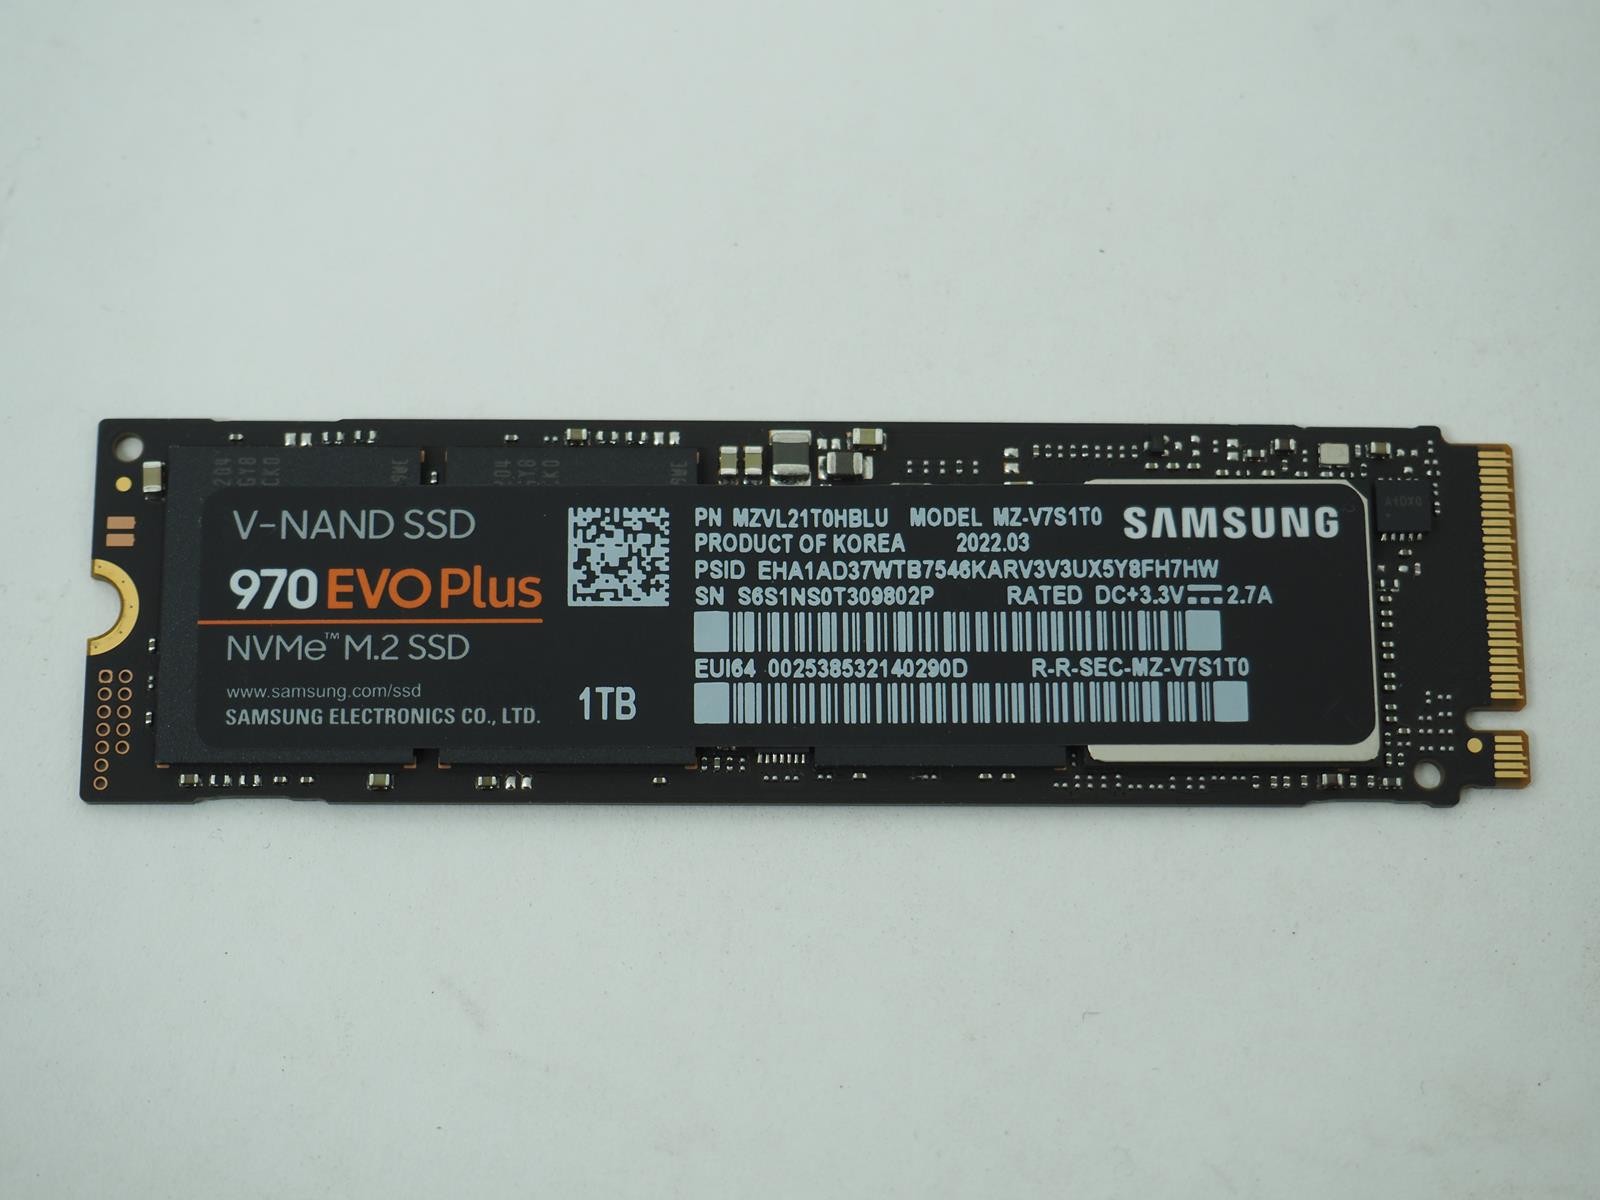 V-NAND SSD
970 EVO Plus
NVMe™ M.2 SSD
www.samsung.com/ssd
SAMSUNG ELECTRONICS CO., LTD.
1TB
PN MZVL21T0HBLU MODEL MZ-V7S1T0
SAMSUNG
PRODUCT OF KOREA 2022.03
PSID EHA1AD37WTB7546KARV3V3UX5Y8FH7HW
SN S6S1NS0T309802P RATED DC+3.3V⎓2.7A
EUI64 002538532140290D R-R-SEC-MZ-V7S1T0